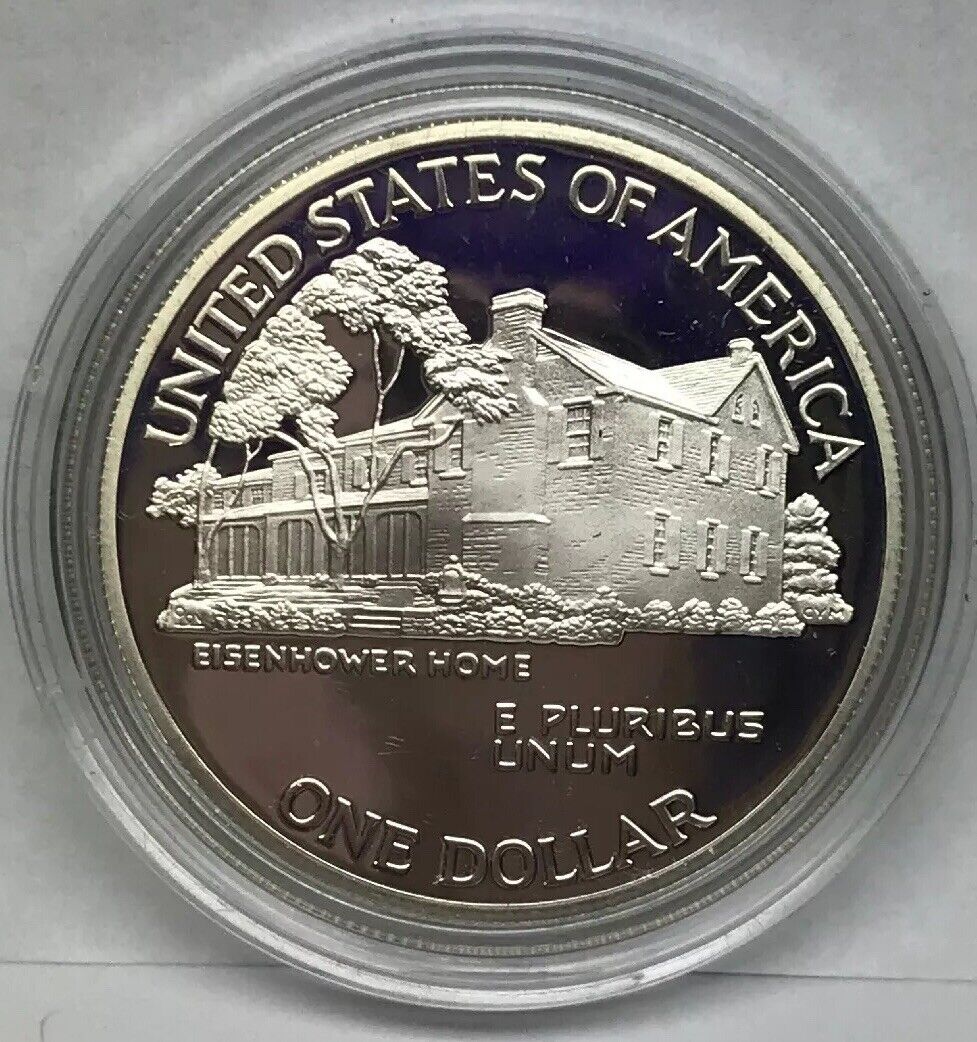 UNITED STATES OF AMERICA
EISENHOWER HOME
E PLURIBUS
UNUM
ONE DOLLAR